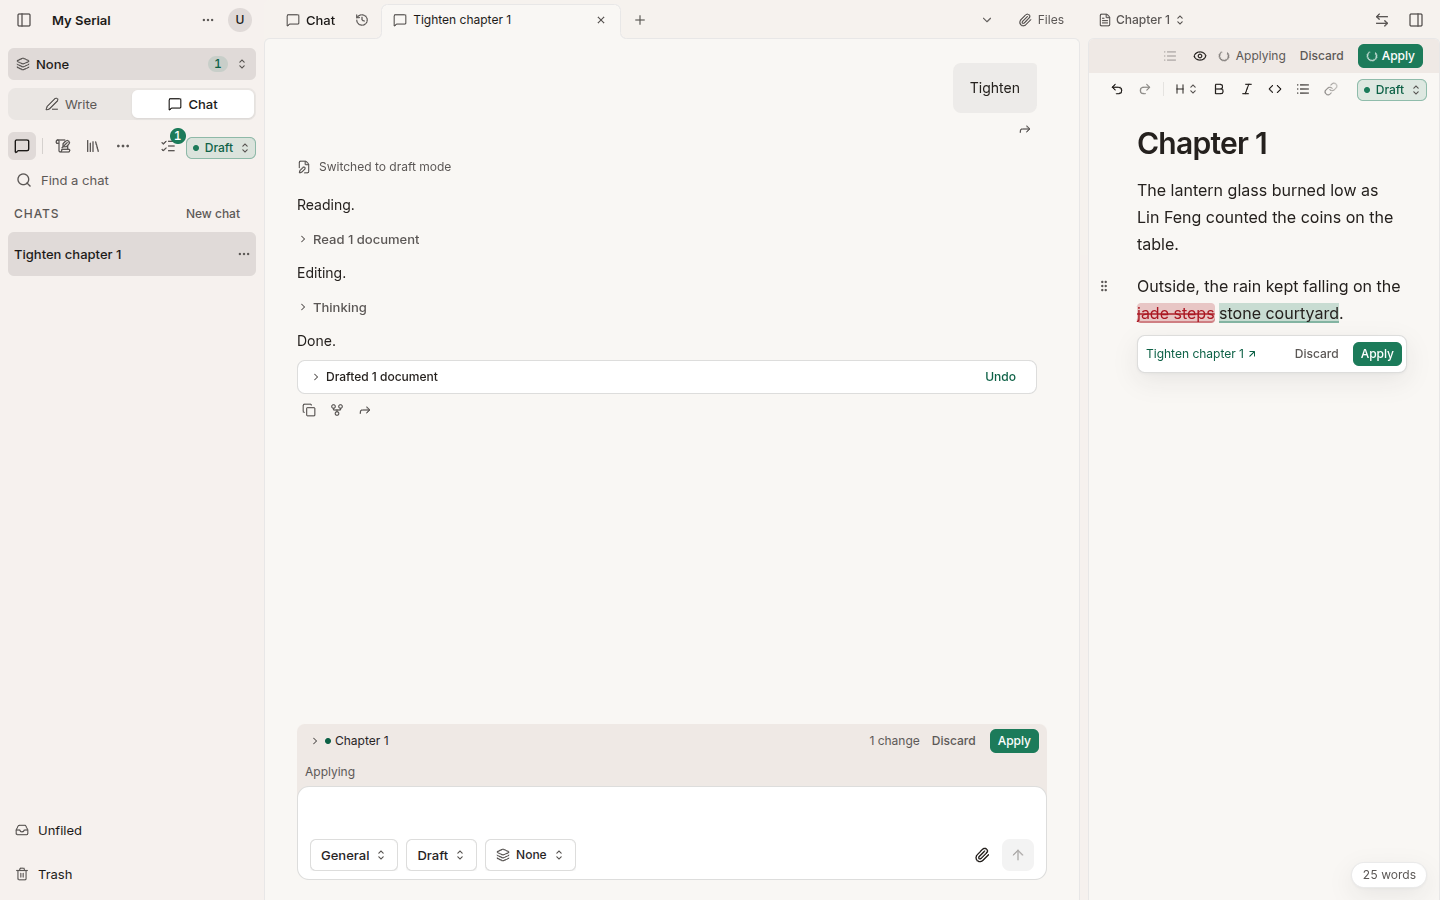 My Serial
U
None
1
Write
Chat
1
Draft
Find a chat
CHATS
New chat
Tighten chapter 1
Unfiled
Trash
Chat
Tighten chapter 1
Files
Tighten
Switched to draft mode
Reading.
Read 1 document
Editing.
Thinking
Done.
Drafted 1 document
Undo
Chapter 1
1 change
Discard
Apply
Applying
General
Draft
None
Chapter 1
Applying
Discard
Apply
H
B
I
Draft
Chapter 1
The lantern glass burned low as
Lin Feng counted the coins on the
table.
Outside, the rain kept falling on the
jade steps stone courtyard.
Tighten chapter 1
Discard
Apply
25 words